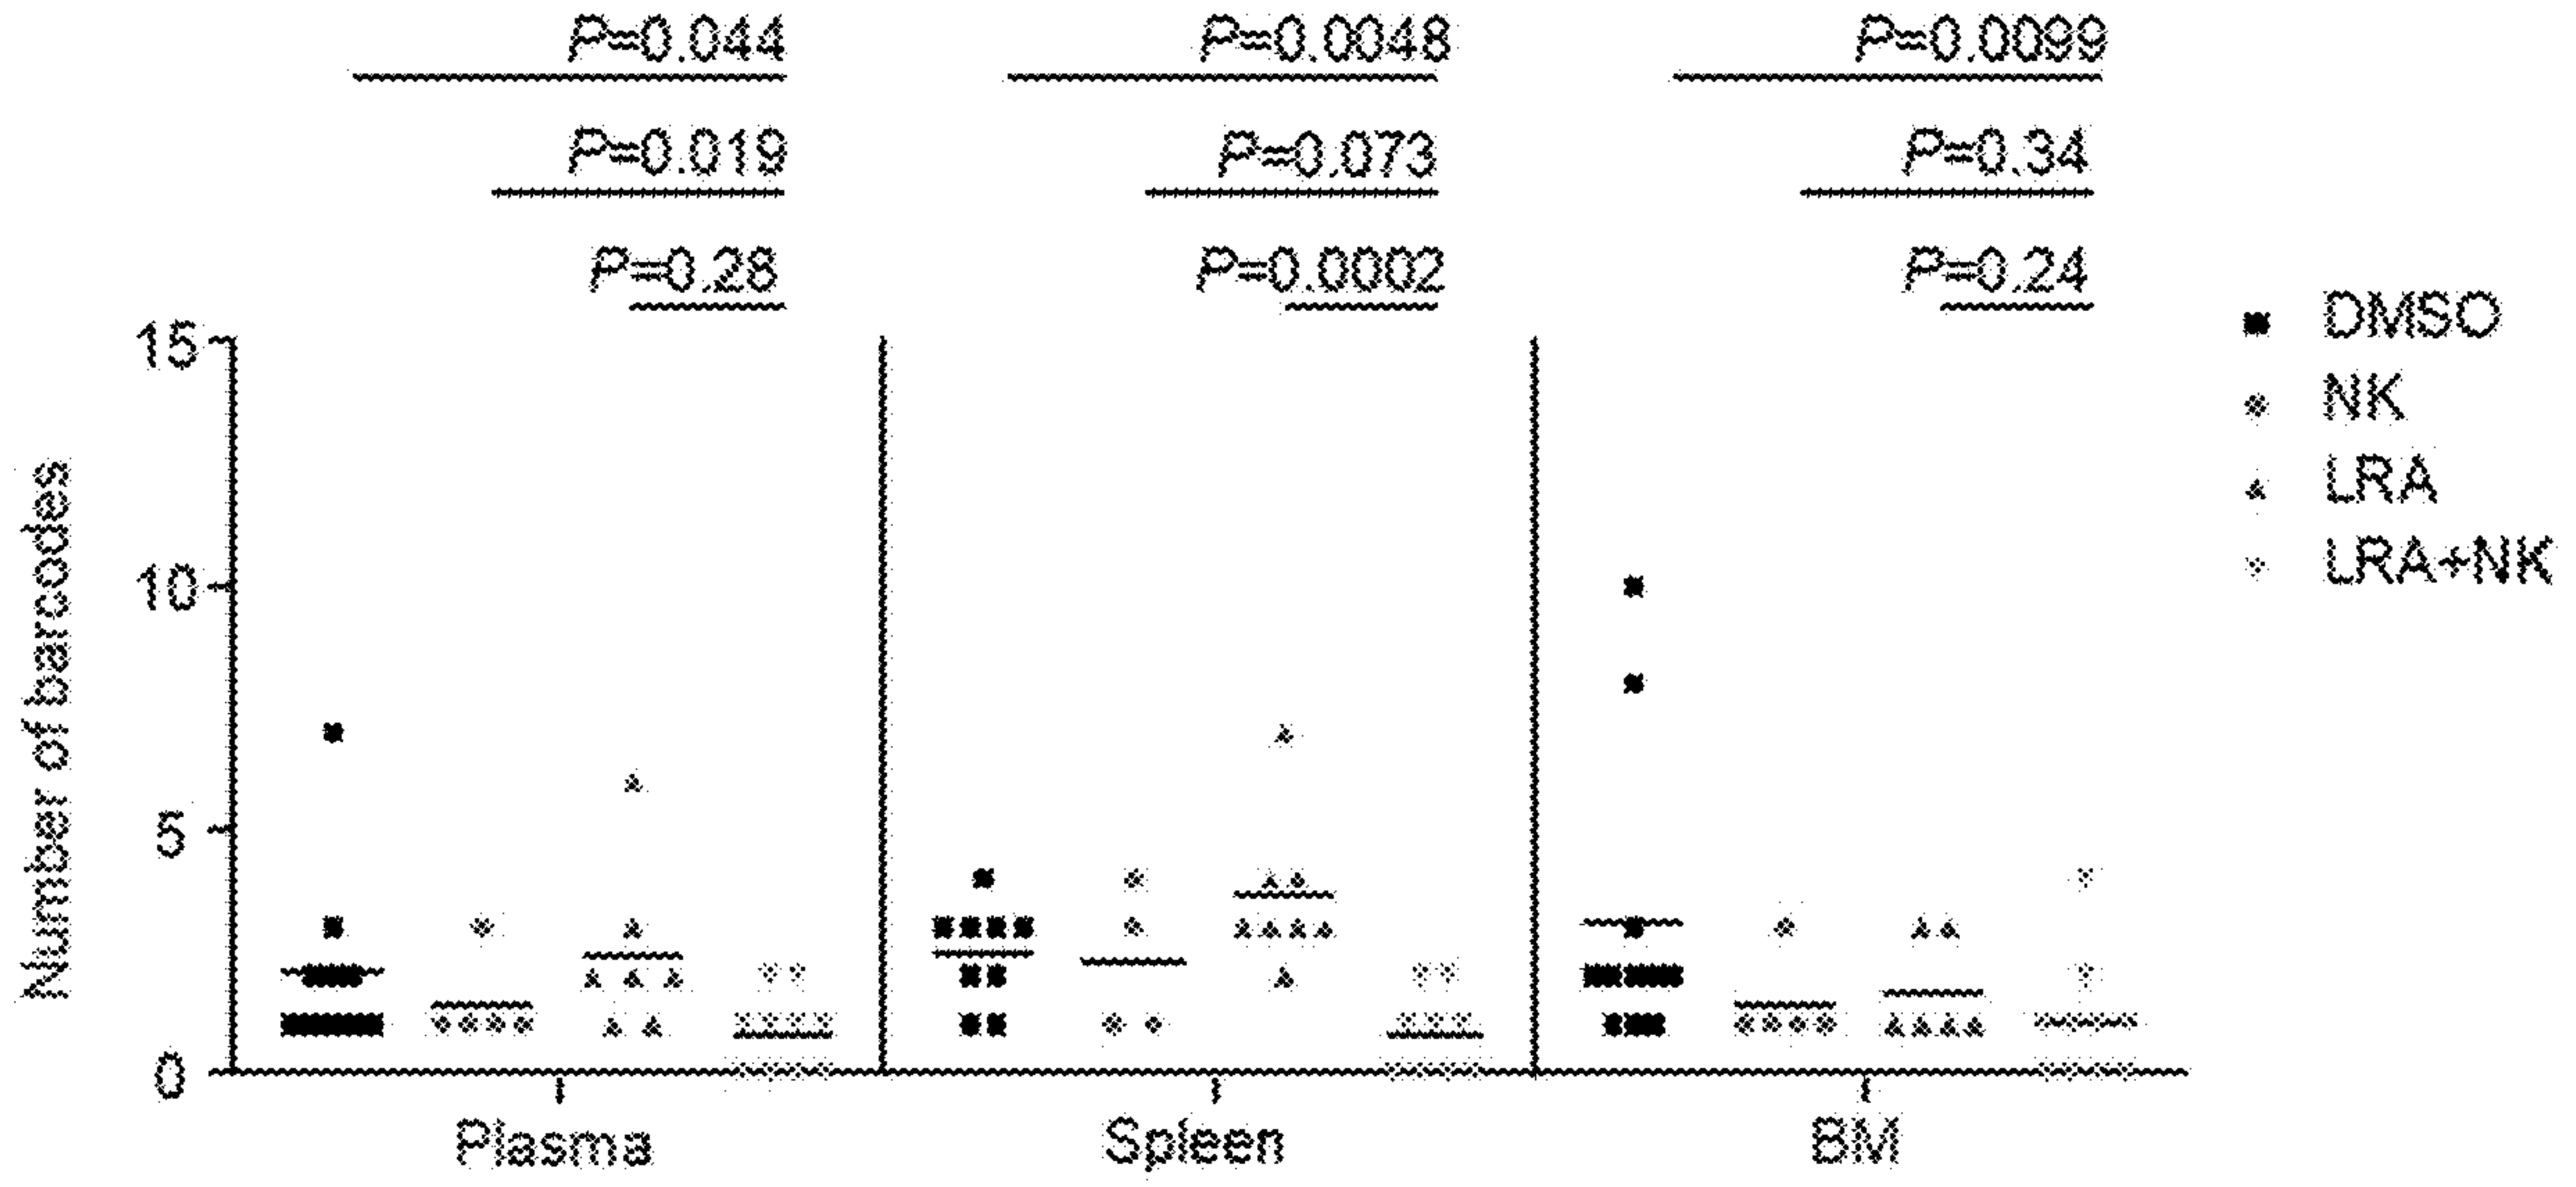 P=0.044
P=0.0048
P=0.0099
P=0.019
P=0.073
P=0.34
P=0.28
P=0.0002
P=0.24
15
10
5
0
Number of barcodes
Plasma
Spleen
BM
DMSO
NK
LRA
LRA+NK